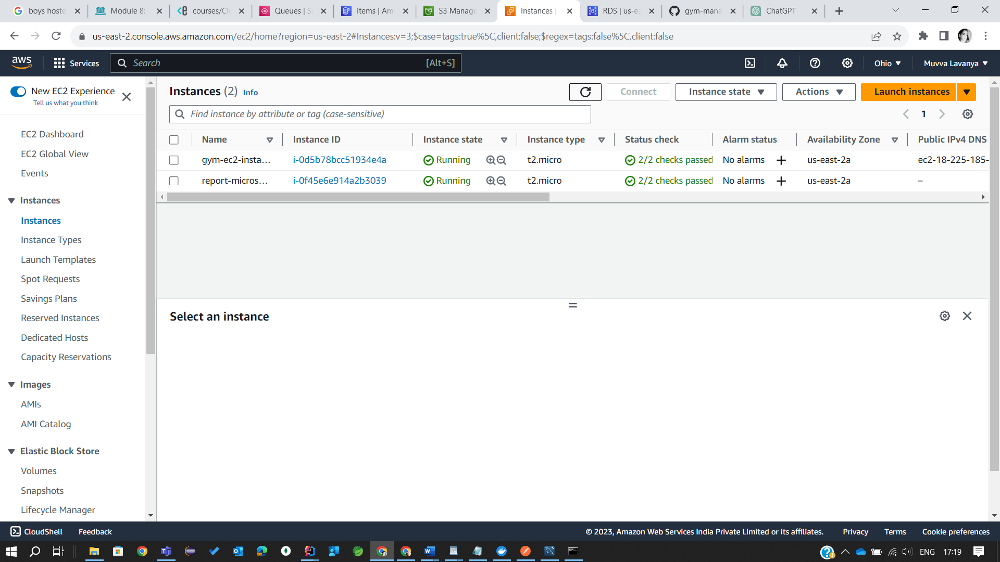 boys hoste
Module 8:
courses/Clo
Queues | Si
Items | Ama
S3 Manage
Instances |
RDS | us-ea
gym-mana
ChatGPT
us-east-2.console.aws.amazon.com/ec2/home?region=us-east-2#Instances:v=3;$case=tags:true%5C,client:false;$regex=tags:false%5C,client:false
aws
Services
Search
[Alt+S]
Ohio
Muvva Lavanya
New EC2 Experience
Tell us what you think
EC2 Dashboard
EC2 Global View
Events
Instances
Instances
Instance Types
Launch Templates
Spot Requests
Savings Plans
Reserved Instances
Dedicated Hosts
Capacity Reservations
Images
AMIs
AMI Catalog
Elastic Block Store
Volumes
Snapshots
Lifecycle Manager
Instances (2) Info
Connect
Instance state
Actions
Launch instances
Find instance by attribute or tag (case-sensitive)
1
Name Instance ID Instance state Instance type Status check Alarm status Availability Zone Public IPv4 DNS
gym-ec2-insta... i-0d5b78bcc51934e4a Running t2.micro 2/2 checks passed No alarms + us-east-2a ec2-18-225-185-
report-micros... i-0f45e6e914a2b3039 Running t2.micro 2/2 checks passed No alarms + us-east-2a –
Select an instance
CloudShell
Feedback
© 2023, Amazon Web Services India Private Limited or its affiliates.
Privacy
Terms
Cookie preferences
ENG
17:19